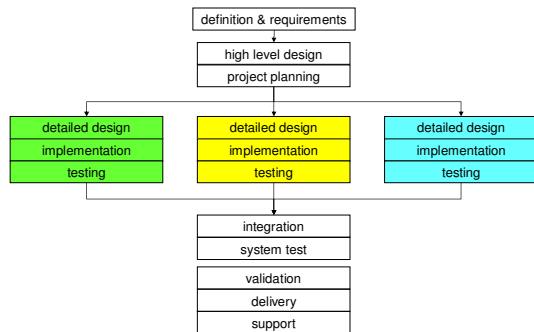 definition & requirements
high level design
project planning
detailed design
implementation
testing
detailed design
implementation
testing
detailed design
implementation
testing
integration
system test
validation
delivery
support